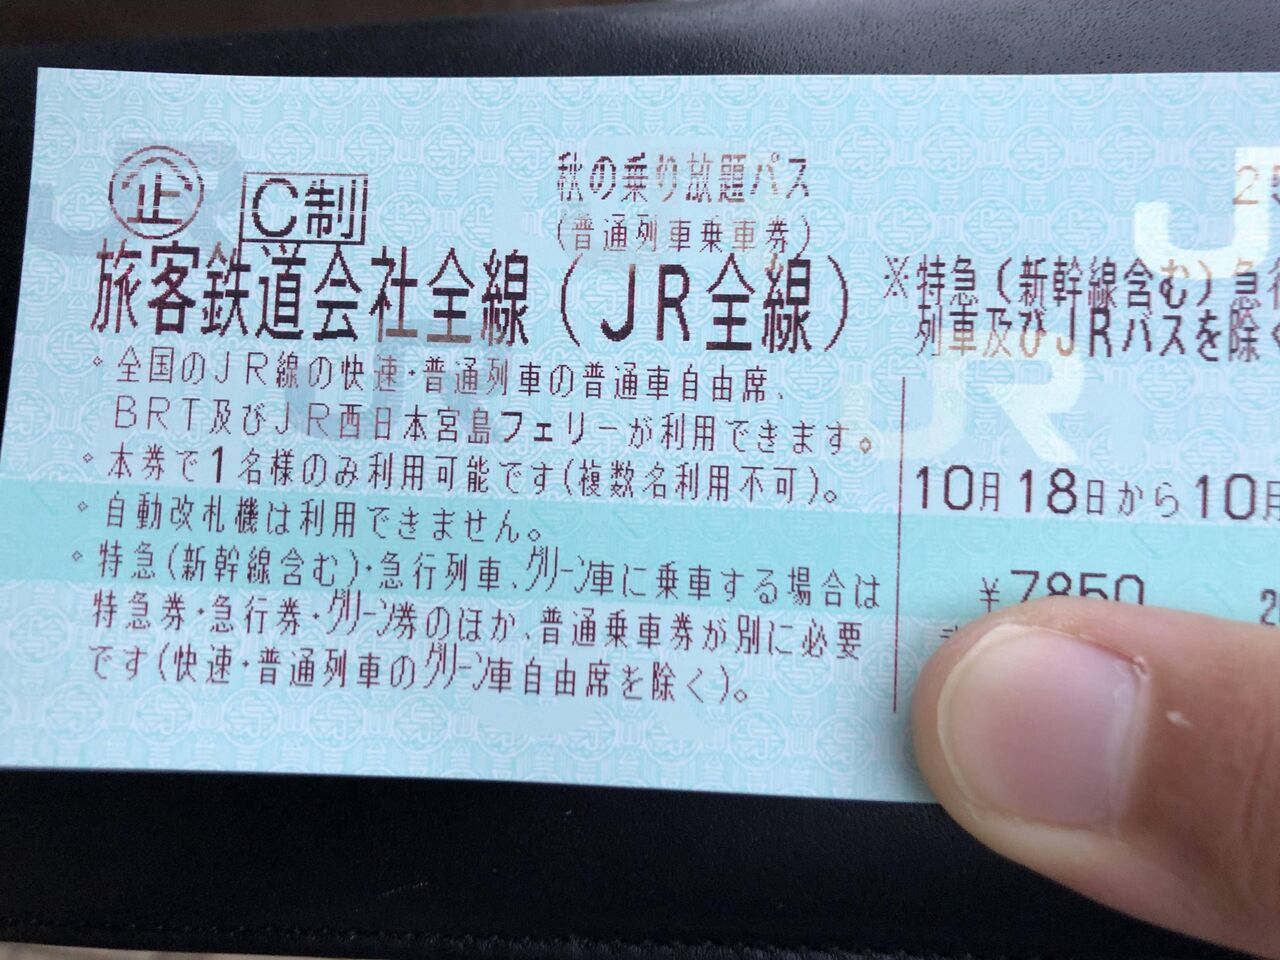 企 C制
秋の乗り放題パス
(普通列車乗車券)
旅客鉄道会社全線(JR全線)
※特急(新幹線含む)急行
列車及びJRバスを除く
。全国のJR線の快速・普通列車の普通車自由席、
BRT及びJR西日本宮島フェリーが利用できます。
。本券で1名様のみ利用可能です(複数名利用不可)。
。自動改札機は利用できません。
。特急(新幹線含む)・急行列車、グリーン車に乗車する場合は
特急券・急行券・グリーン券のほか、普通乗車券が別に必要
です(快速・普通列車のグリーン車自由席を除く)。
10月18日から10月
¥7850
JR